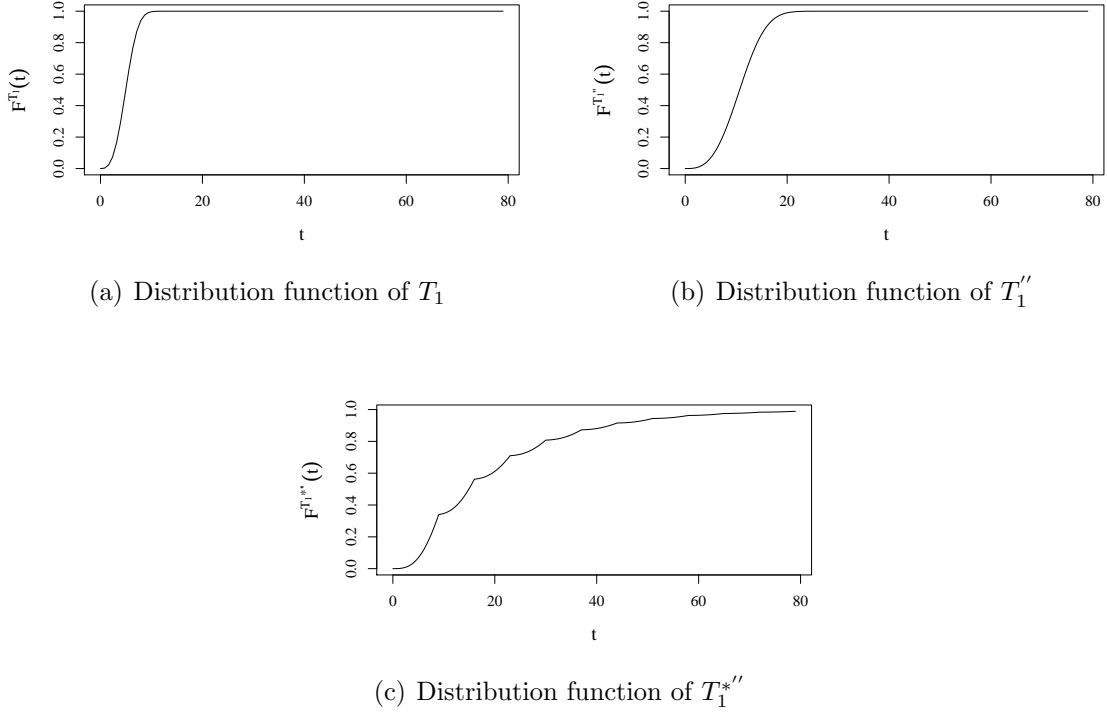 F^{T_1}(t)
0.0 0.2 0.4 0.6 0.8 1.0
0 20 40 60 80
t
(a) Distribution function of T_1
F^{T_1''}(t)
0.0 0.2 0.4 0.6 0.8 1.0
0 20 40 60 80
t
(b) Distribution function of T_1^{''}
F^{T_1*''}(t)
0.0 0.2 0.4 0.6 0.8 1.0
0 20 40 60 80
t
(c) Distribution function of T_1^{*''}